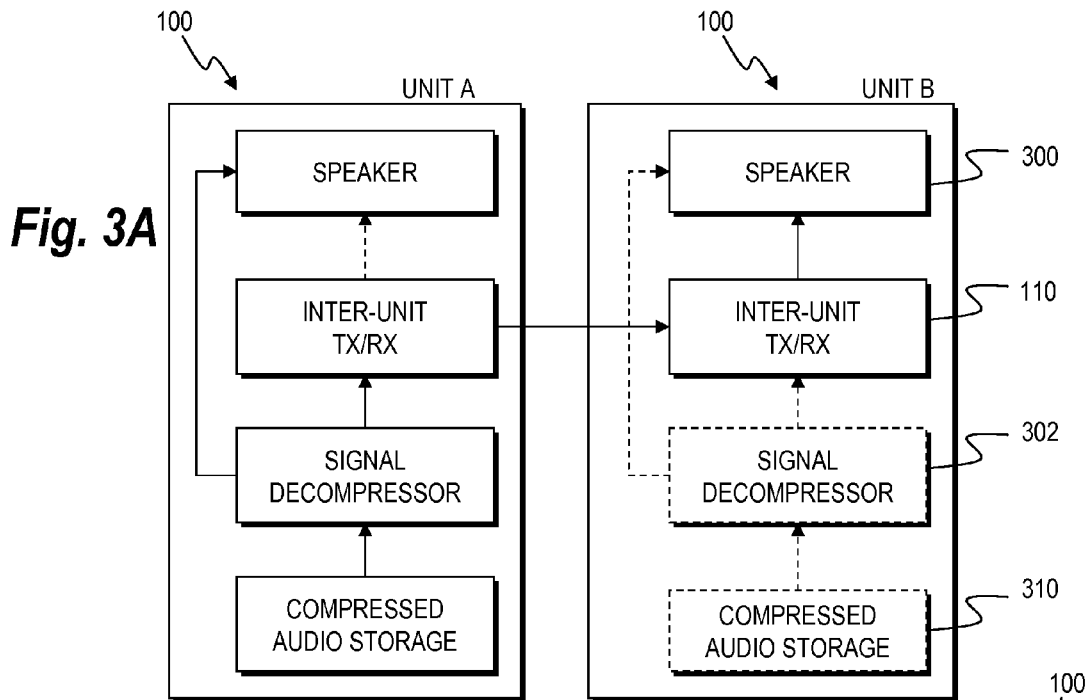 100
100
UNIT A
UNIT B
SPEAKER
SPEAKER
300
Fig. 3A
INTER-UNIT
TX/RX
INTER-UNIT
TX/RX
110
SIGNAL
DECOMPRESSOR
SIGNAL
DECOMPRESSOR
302
COMPRESSED
AUDIO STORAGE
COMPRESSED
AUDIO STORAGE
310
100